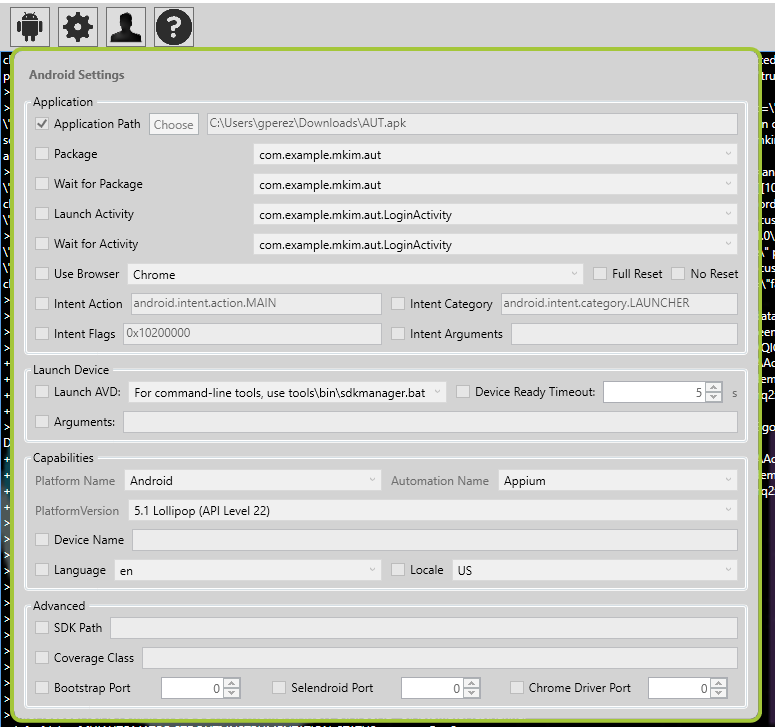 Android Settings
Application
Application Path Choose C:\Users\gperez\Downloads\AUT.apk
Package com.example.mkim.aut
Wait for Package com.example.mkim.aut
Launch Activity com.example.mkim.aut.LoginActivity
Wait for Activity com.example.mkim.aut.LoginActivity
Use Browser Chrome Full Reset No Reset
Intent Action android.intent.action.MAIN Intent Category android.intent.category.LAUNCHER
Intent Flags 0x10200000 Intent Arguments
Launch Device
Launch AVD: For command-line tools, use tools\bin\sdkmanager.bat Device Ready Timeout: 5 s
Arguments:
Capabilities
Platform Name Android Automation Name Appium
PlatformVersion 5.1 Lollipop (API Level 22)
Device Name
Language en Locale US
Advanced
SDK Path
Coverage Class
Bootstrap Port 0 Selendroid Port 0 Chrome Driver Port 0